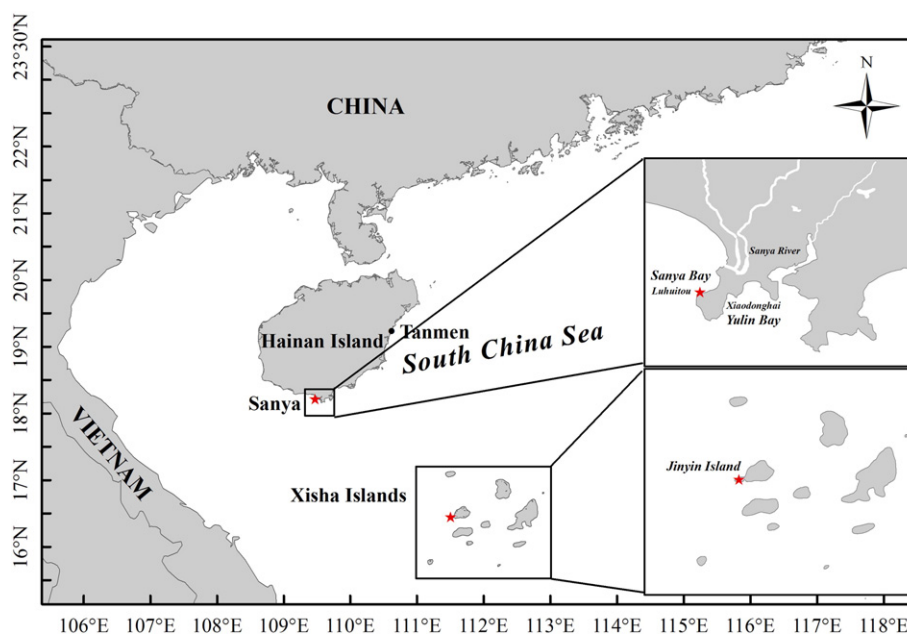 23°30'N
22°N
21°N
20°N
19°N
18°N
17°N
16°N
CHINA
N
Sanya River
Sanya Bay
Luhuitou
Xiaodonghai
Yulin Bay
Hainan Island
Tanmen
South China Sea
Sanya
VIETNAM
Xisha Islands
Jinyin Island
106°E 107°E 108°E 109°E 110°E 111°E 112°E 113°E 114°E 115°E 116°E 117°E 118°E